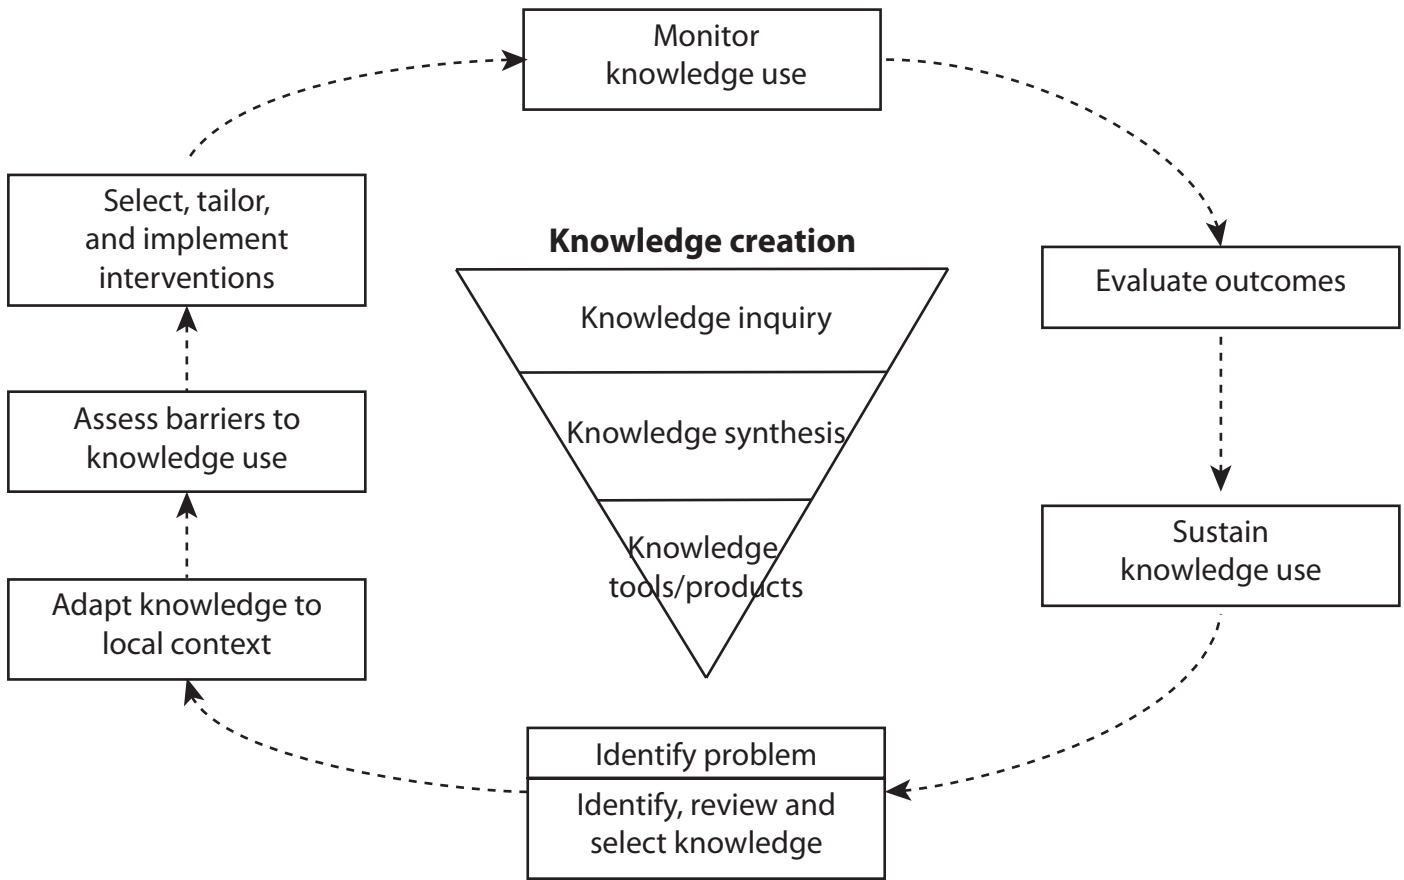 Monitor
knowledge use
Select, tailor,
and implement
interventions
Knowledge creation
Evaluate outcomes
Knowledge inquiry
Assess barriers to
knowledge use
Knowledge synthesis
Sustain
knowledge use
Knowledge
tools/products
Adapt knowledge to
local context
Identify problem
Identify, review and
select knowledge